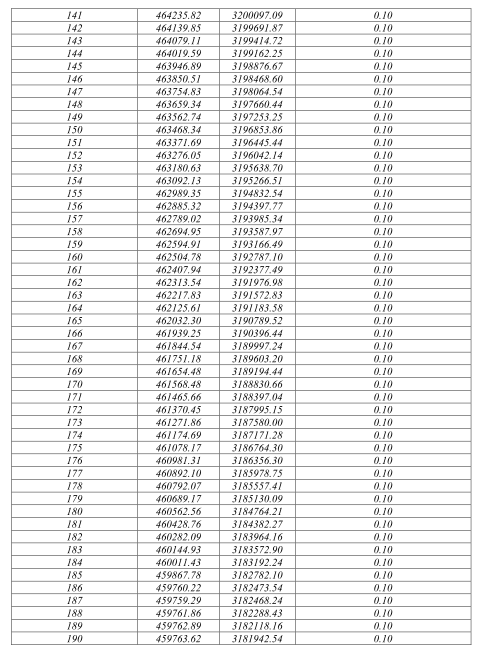 141 464235.82 3200097.09 0.10
142 464139.85 3199691.87 0.10
143 464079.11 3199414.72 0.10
144 464019.59 3199162.25 0.10
145 463946.89 3198876.67 0.10
146 463850.51 3198468.60 0.10
147 463754.83 3198064.54 0.10
148 463659.34 3197660.44 0.10
149 463562.74 3197253.25 0.10
150 463468.34 3196853.86 0.10
151 463371.69 3196445.44 0.10
152 463276.05 3196042.14 0.10
153 463180.63 3195638.70 0.10
154 463092.13 3195266.51 0.10
155 462989.35 3194832.54 0.10
156 462885.32 3194397.77 0.10
157 462789.02 3193985.34 0.10
158 462694.95 3193587.97 0.10
159 462594.91 3193166.49 0.10
160 462504.78 3192787.10 0.10
161 462407.94 3192377.49 0.10
162 462313.54 3191976.98 0.10
163 462217.83 3191572.83 0.10
164 462125.61 3191183.58 0.10
165 462032.30 3190789.52 0.10
166 461939.25 3190396.44 0.10
167 461844.54 3189997.24 0.10
168 461751.18 3189603.20 0.10
169 461654.48 3189194.44 0.10
170 461568.48 3188830.66 0.10
171 461465.66 3188397.04 0.10
172 461370.45 3187995.15 0.10
173 461271.86 3187580.00 0.10
174 461174.69 3187171.28 0.10
175 461078.17 3186764.30 0.10
176 460981.31 3186356.30 0.10
177 460892.10 3185978.75 0.10
178 460792.07 3185557.41 0.10
179 460689.17 3185130.09 0.10
180 460562.56 3184764.21 0.10
181 460428.76 3184382.27 0.10
182 460282.09 3183964.16 0.10
183 460144.93 3183572.90 0.10
184 460011.43 3183192.24 0.10
185 459867.78 3182782.10 0.10
186 459760.22 3182473.54 0.10
187 459759.29 3182468.24 0.10
188 459761.86 3182288.43 0.10
189 459762.89 3182118.16 0.10
190 459763.62 3181942.54 0.10